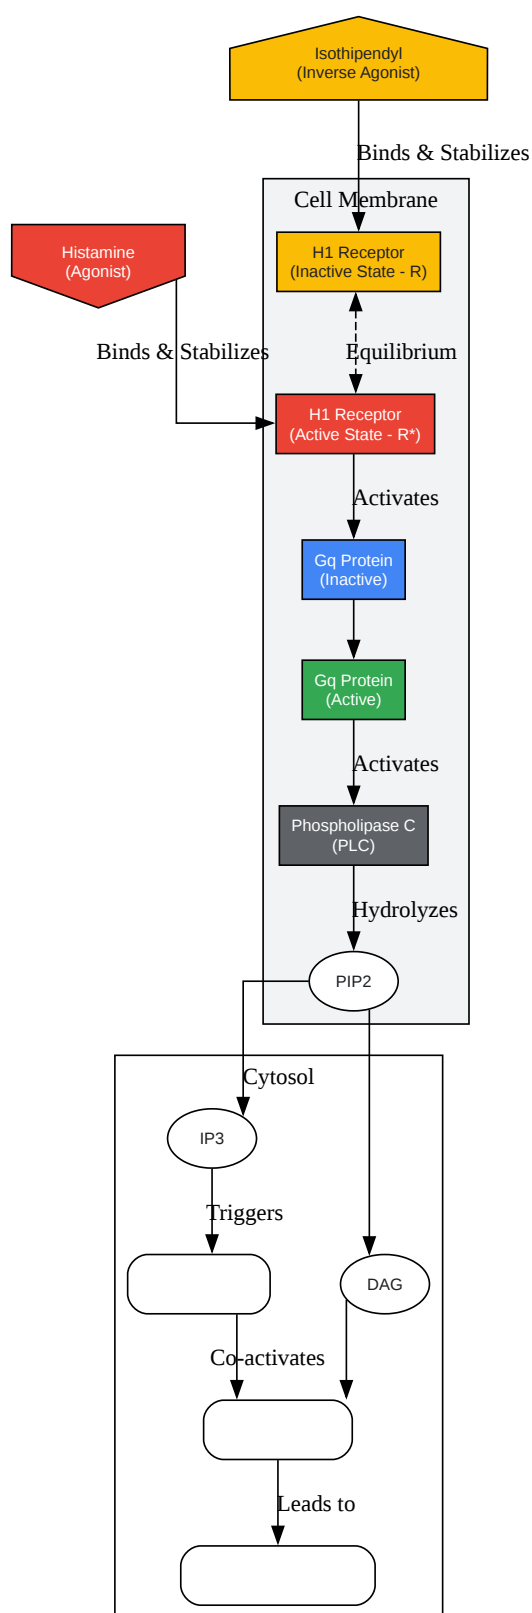 Isothipendyl
(Inverse Agonist)
Binds & Stabilizes
Cell Membrane
Histamine
(Agonist)
H1 Receptor
(Inactive State - R)
Binds & Stabilizes
Equilibrium
H1 Receptor
(Active State - R*)
Activates
Gq Protein
(Inactive)
Gq Protein
(Active)
Activates
Phospholipase C
(PLC)
Hydrolyzes
PIP2
Cytosol
IP3
Triggers
DAG
Co-activates
Leads to